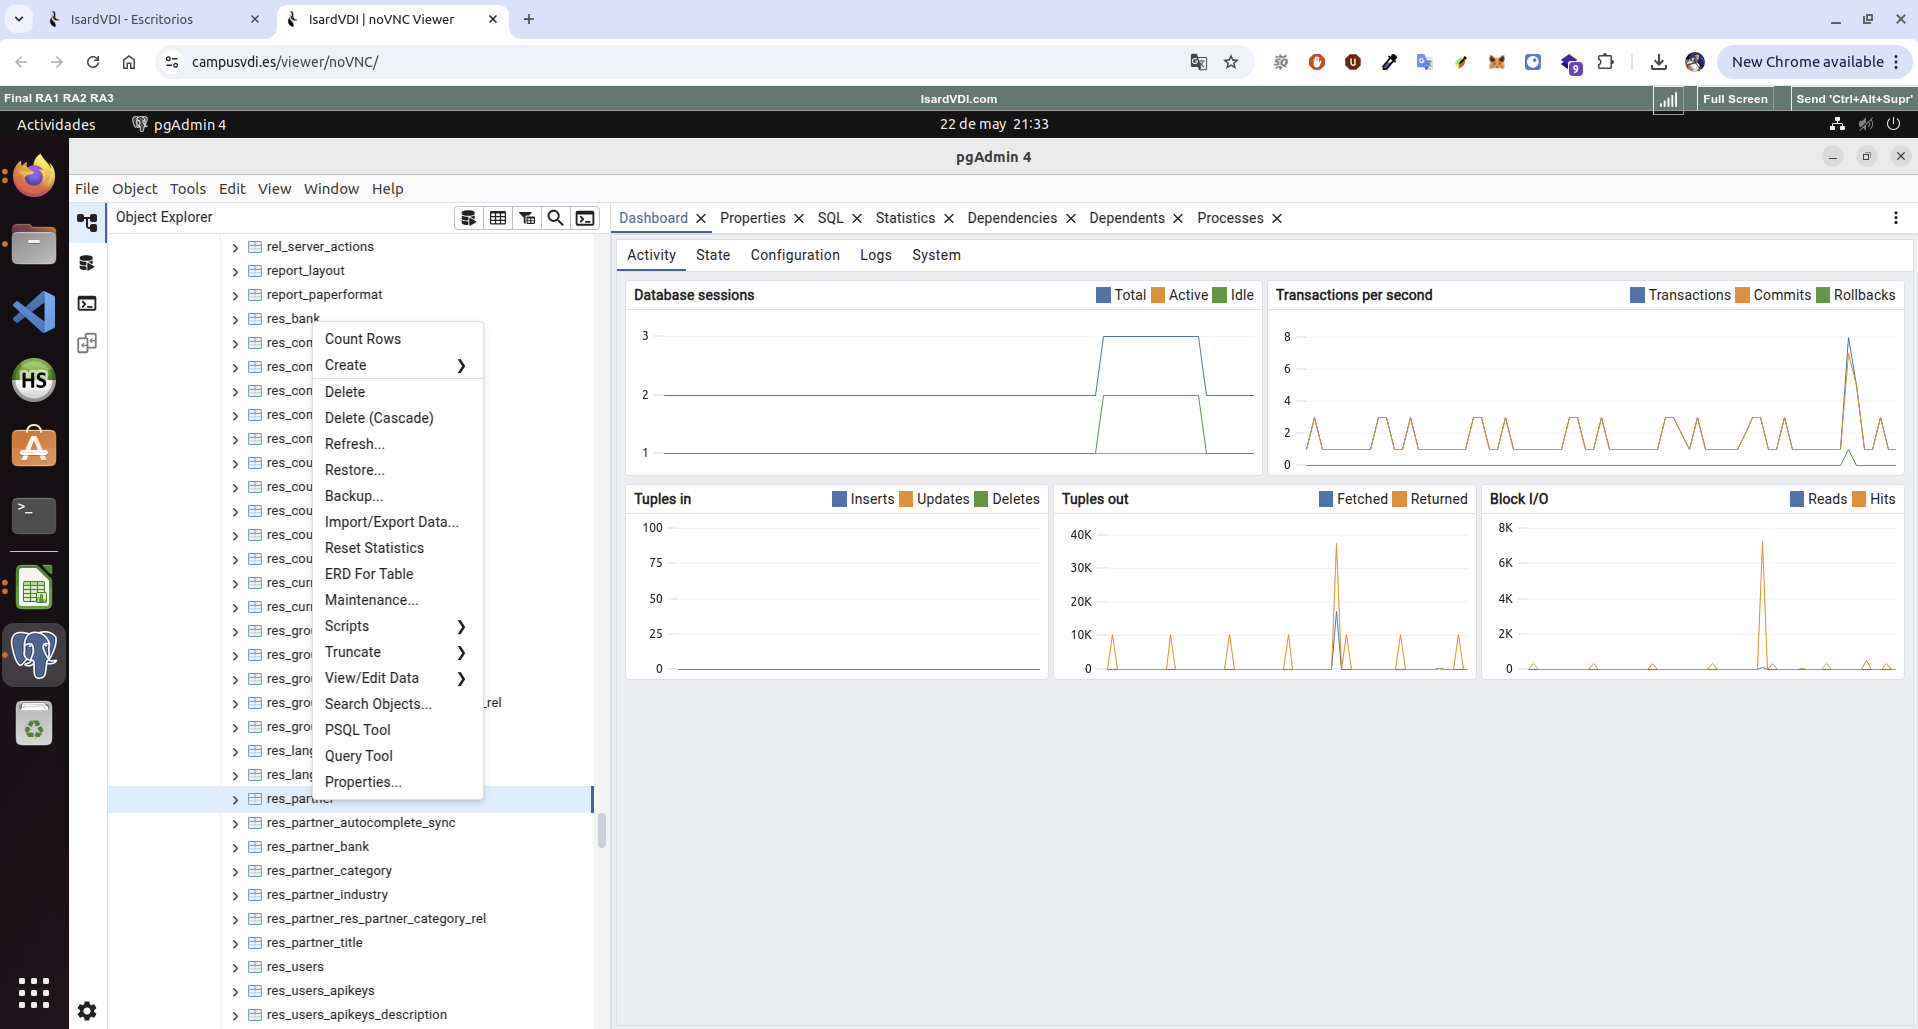 IsardVDI - Escritorios
IsardVDI | noVNC Viewer
campusvdi.es/viewer/noVNC/
9
New Chrome available
Final RA1 RA2 RA3
IsardVDI.com
Full Screen
Send 'Ctrl+Alt+Supr'
Actividades
pgAdmin 4
22 de may 21:33
pgAdmin 4
File Object Tools Edit View Window Help
Object Explorer
rel_server_actions
report_layout
report_paperformat
res_bank
res_con
res_con
res_con
res_con
res_con
res_cou
res_cou
res_cou
res_cou
res_cou
res_curr
res_curr
res_grou
res_grou
res_grou
res_grou
_rel
res_grou
res_lang
res_lang
res_partner
res_partner_autocomplete_sync
res_partner_bank
res_partner_category
res_partner_industry
res_partner_res_partner_category_rel
res_partner_title
res_users
res_users_apikeys
res_users_apikeys_description
Count Rows
Create
Delete
Delete (Cascade)
Refresh...
Restore...
Backup...
Import/Export Data...
Reset Statistics
ERD For Table
Maintenance...
Scripts
Truncate
View/Edit Data
Search Objects...
PSQL Tool
Query Tool
Properties...
Dashboard Properties SQL Statistics Dependencies Dependents Processes
Activity State Configuration Logs System
Database sessions
Total Active Idle
3
2
1
Transactions per second
Transactions Commits Rollbacks
8
6
4
2
0
Tuples in
Inserts Updates Deletes
100
75
50
25
0
Tuples out
Fetched Returned
40K
30K
20K
10K
0
Block I/O
Reads Hits
8K
6K
4K
2K
0
HS
>_